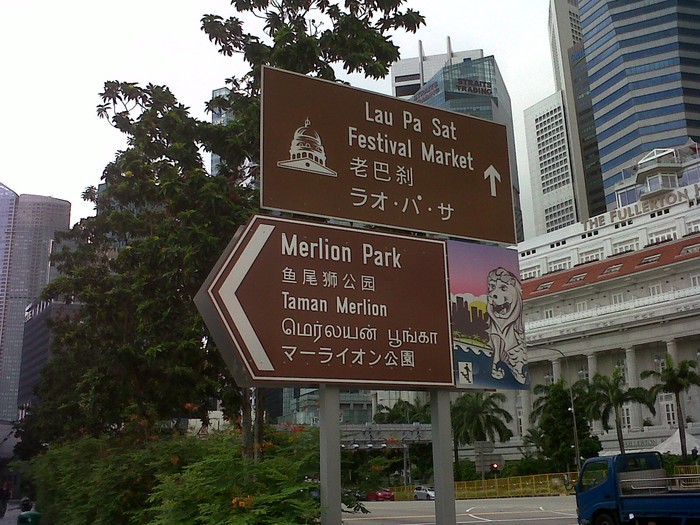 Lau Pa Sat
Festival Market
老巴刹
ラオ・パ・サ
Merlion Park
鱼尾狮公园
Taman Merlion
மெர்லயன் பூங்கா
マーライオン公園
STRAITS
TRADING
THE FULLERTON